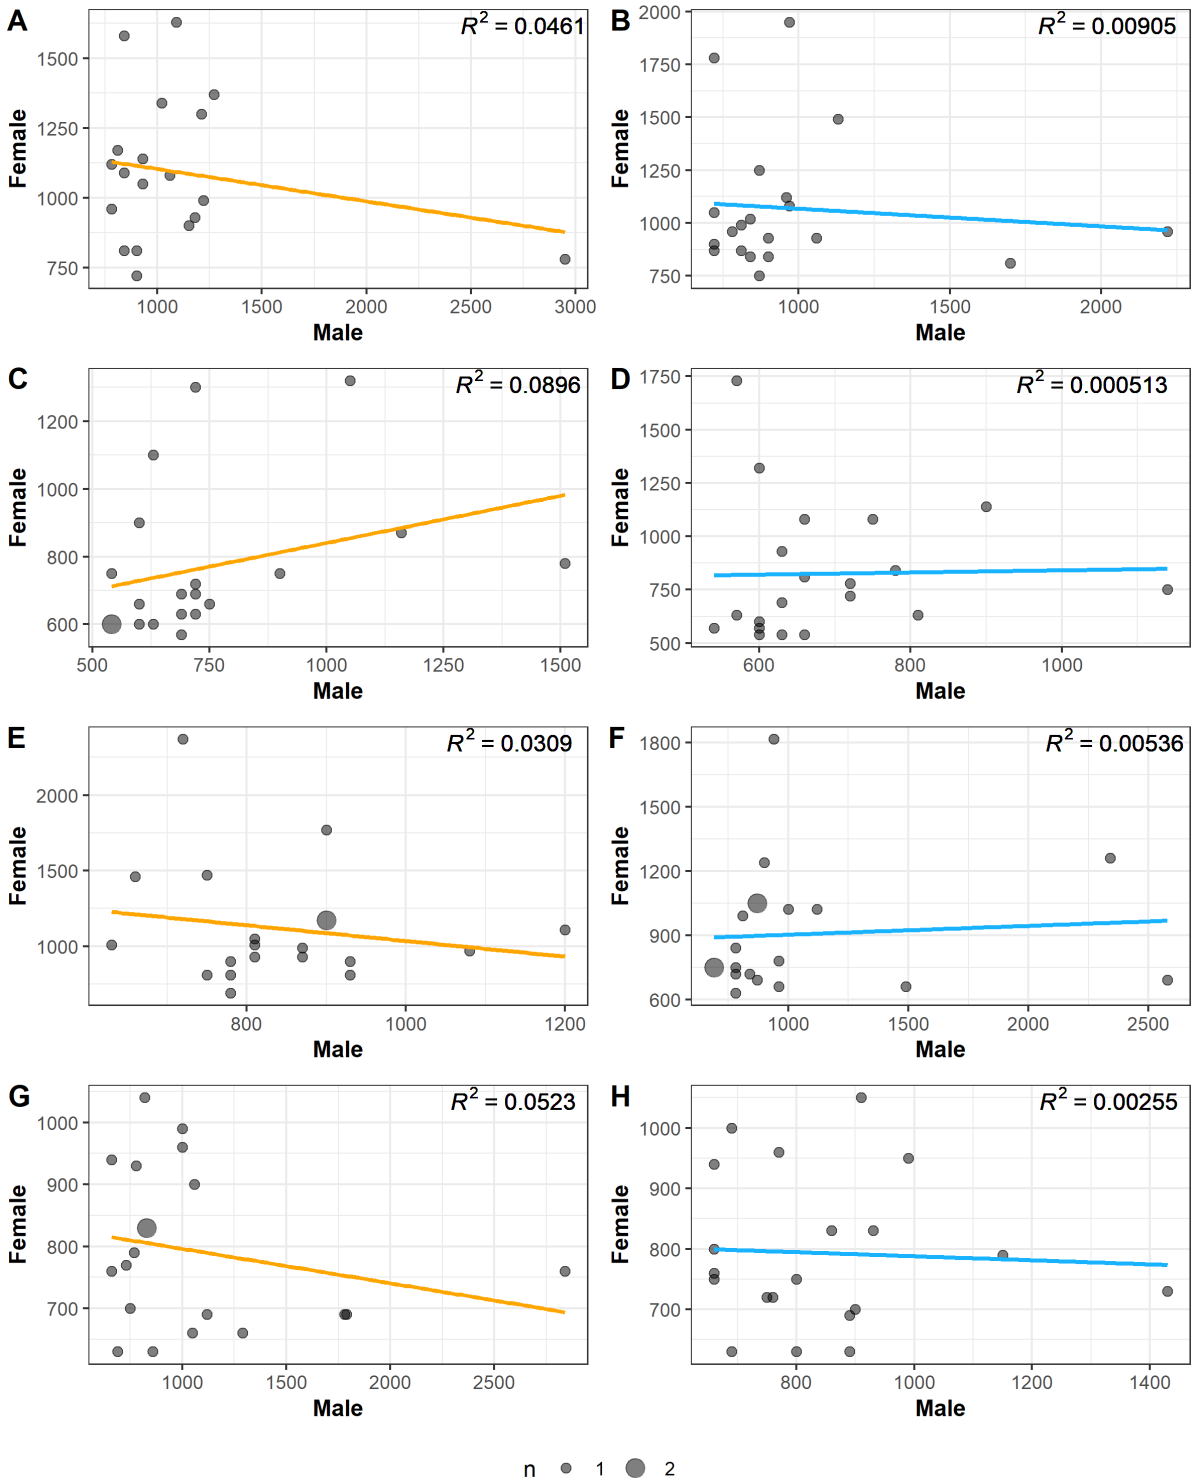 A
R² = 0.0461
Female
1500
1250
1000
750
1000 1500 2000 2500 3000
Male
B
R² = 0.00905
Female
2000
1750
1500
1250
1000
750
1000 1500 2000
Male
C
R² = 0.0896
Female
1200
1000
800
600
500 750 1000 1250 1500
Male
D
R² = 0.000513
Female
1750
1500
1250
1000
750
500
600 800 1000
Male
E
R² = 0.0309
Female
2000
1500
1000
800 1000 1200
Male
F
R² = 0.00536
Female
1800
1500
1200
900
600
1000 1500 2000 2500
Male
G
R² = 0.0523
Female
1000
900
800
700
1000 1500 2000 2500
Male
H
R² = 0.00255
Female
1000
900
800
700
800 1000 1200 1400
Male
n 1 2